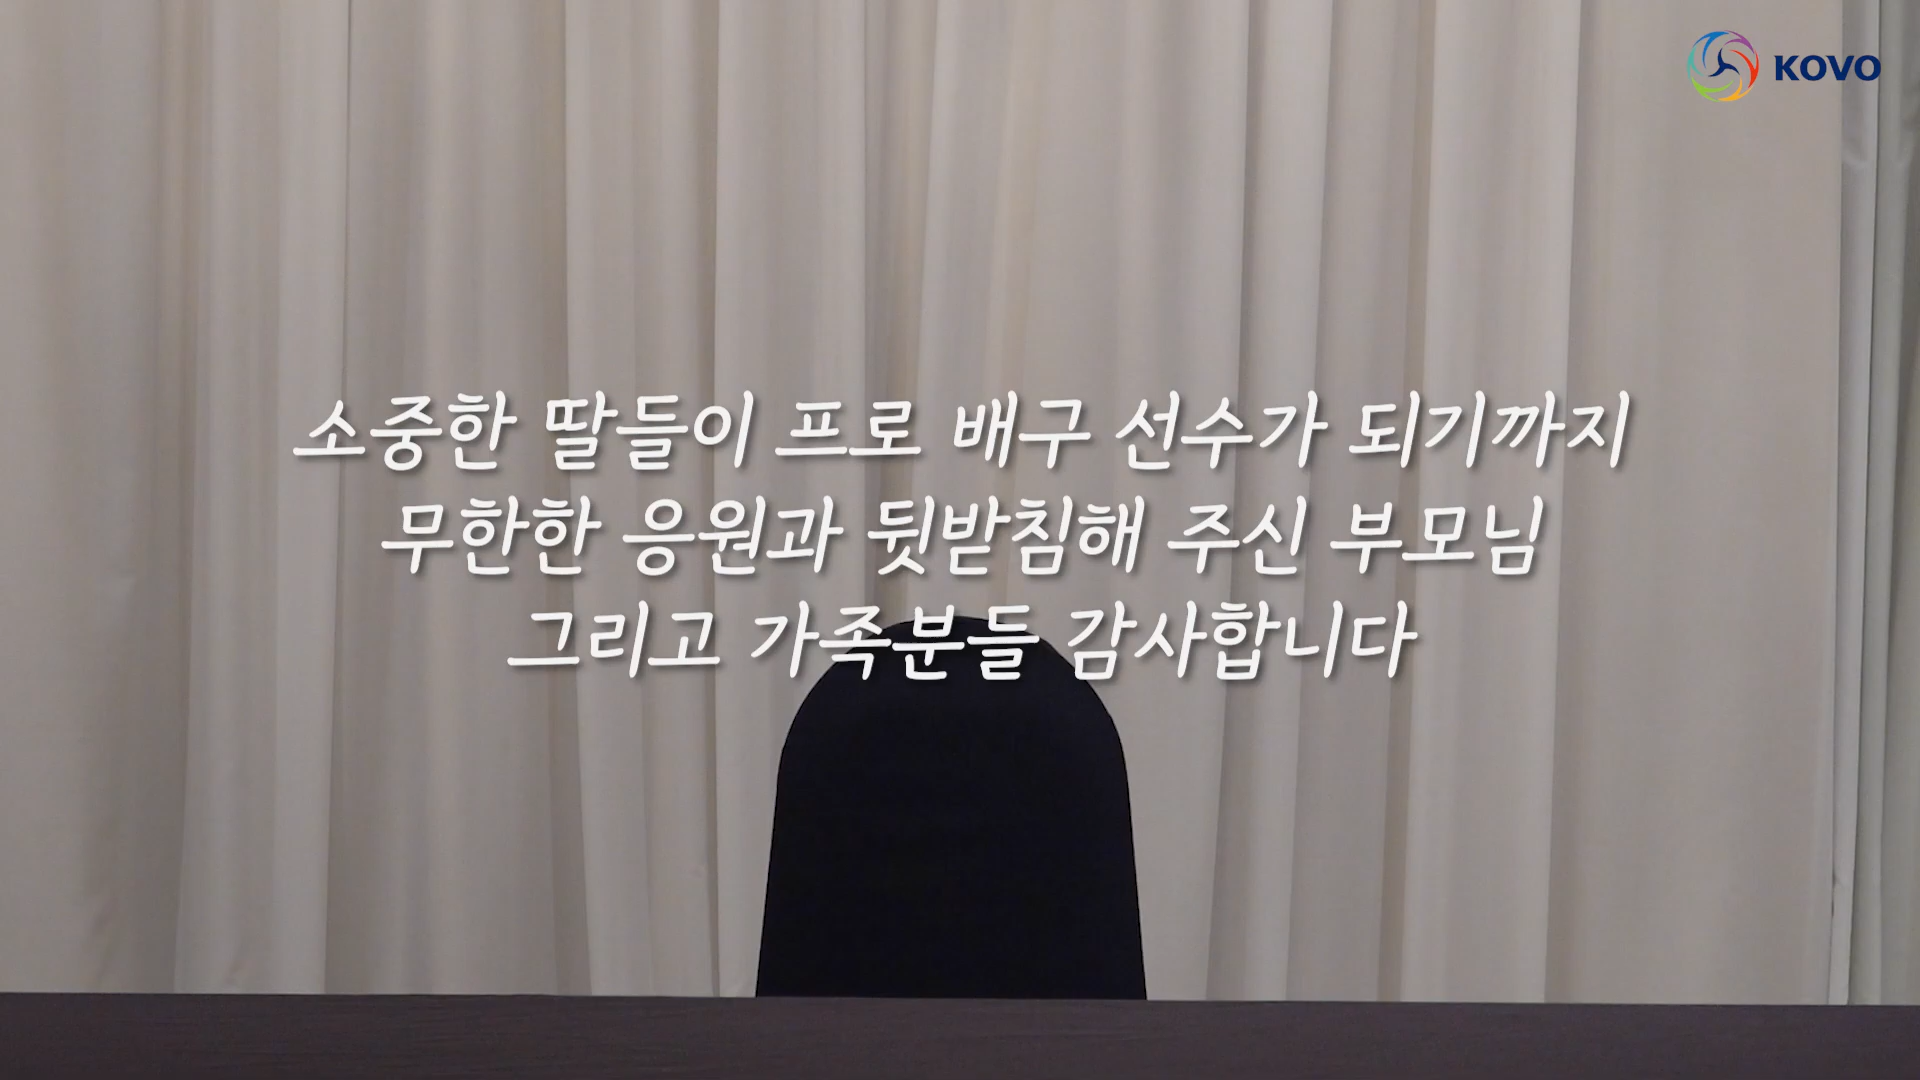 KOVO
소중한 딸들이 프로 배구 선수가 되기까지
무한한 응원과 뒷받침해 주신 부모님
그리고 가족분들 감사합니다